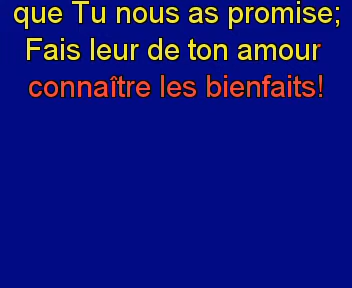 que Tu nous as promise;
Fais leur de ton amour
connaître les bienfaits!